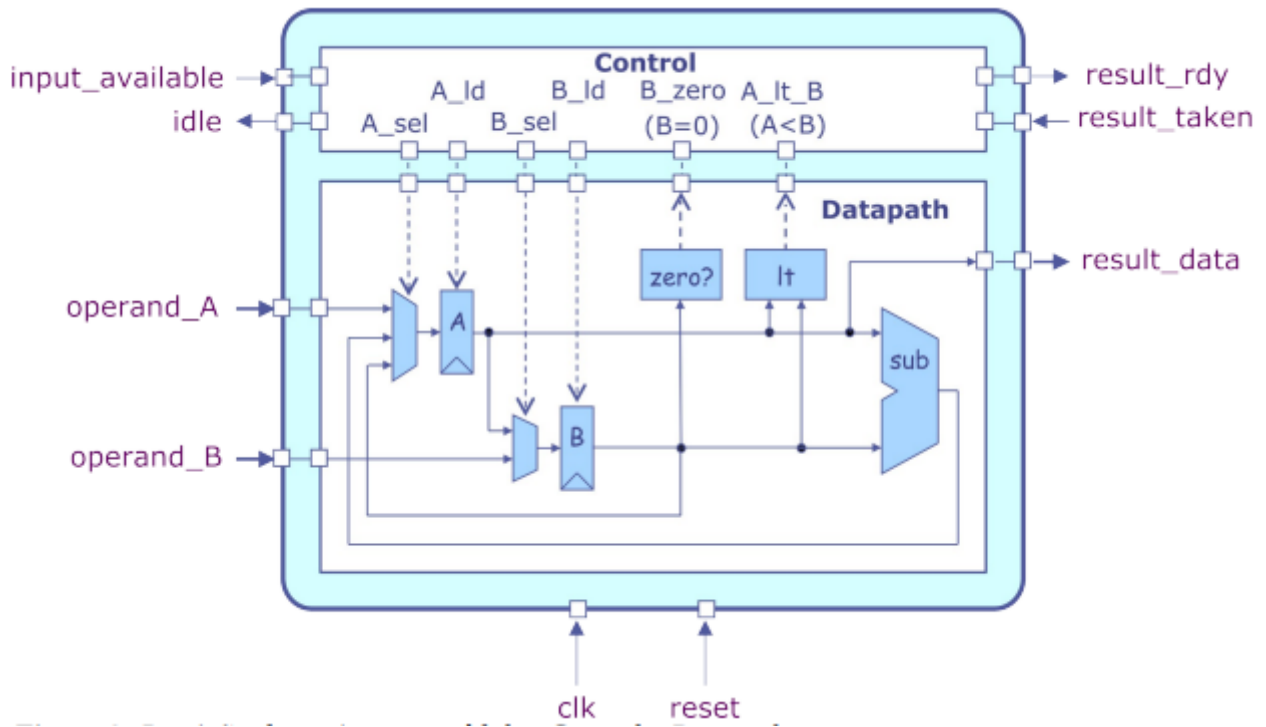 Control
input_available
A_ld
B_ld
B_zero
A_lt_B
result_rdy
idle
A_sel
B_sel
(B=0)
(A<B)
result_taken
Datapath
zero?
lt
result_data
operand_A
A
sub
B
operand_B
clk
reset